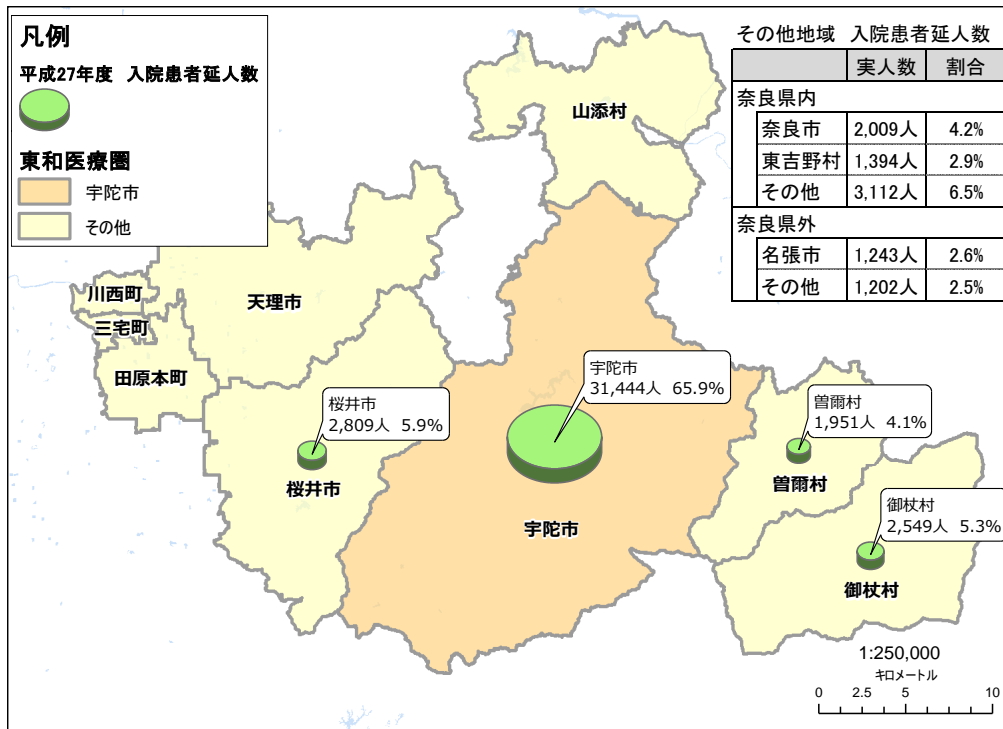 凡例
平成27年度 入院患者延人数
東和医療圏
宇陀市
その他
その他地域 入院患者延人数
実人数 割合
奈良県内
奈良市 2,009人 4.2%
東吉野村 1,394人 2.9%
その他 3,112人 6.5%
奈良県外
名張市 1,243人 2.6%
その他 1,202人 2.5%
山添村
川西町
三宅町
天理市
田原本町
宇陀市
31,444人 65.9%
桜井市
2,809人 5.9%
曽爾村
1,951人 4.1%
桜井市
曽爾村
御杖村
2,549人 5.3%
宇陀市
御杖村
1:250,000
キロメートル
0 2.5 5 10